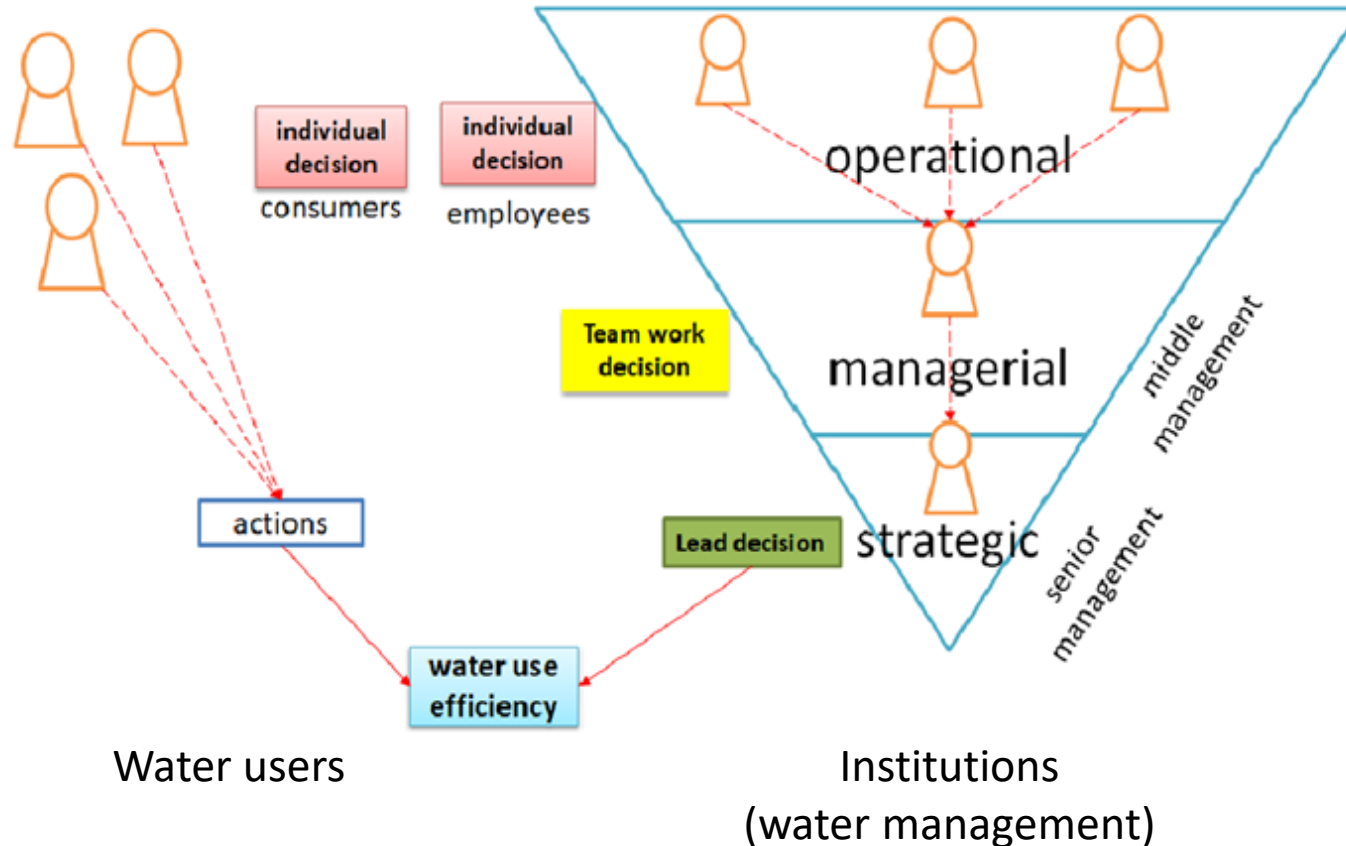 individual
decision
consumers
individual
decision
employees
operational
Team work
decision
managerial
middle
management
actions
Lead decision
strategic
senior
management
water use
efficiency
Water users
Institutions
(water management)